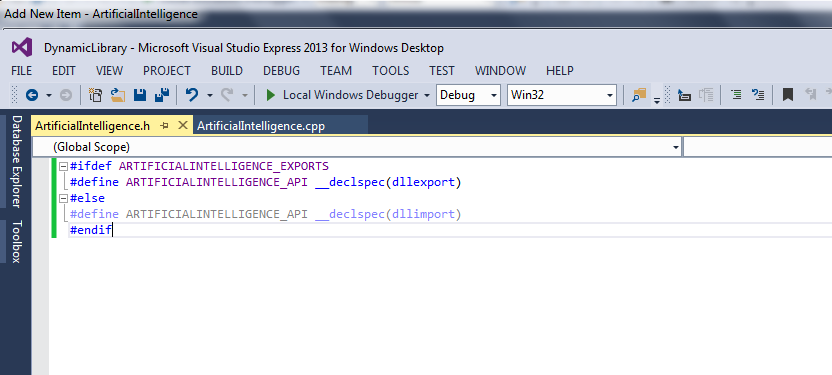 Add New Item - ArtificialIntelligence
DynamicLibrary - Microsoft Visual Studio Express 2013 for Windows Desktop
FILE EDIT VIEW PROJECT BUILD DEBUG TEAM TOOLS TEST WINDOW HELP
Local Windows Debugger Debug Win32
ArtificialIntelligence.h ArtificialIntelligence.cpp
(Global Scope)
Database Explorer
Toolbox
#ifdef ARTIFICIALINTELLIGENCE_EXPORTS
#define ARTIFICIALINTELLIGENCE_API __declspec(dllexport)
#else
#define ARTIFICIALINTELLIGENCE_API __declspec(dllimport)
#endif